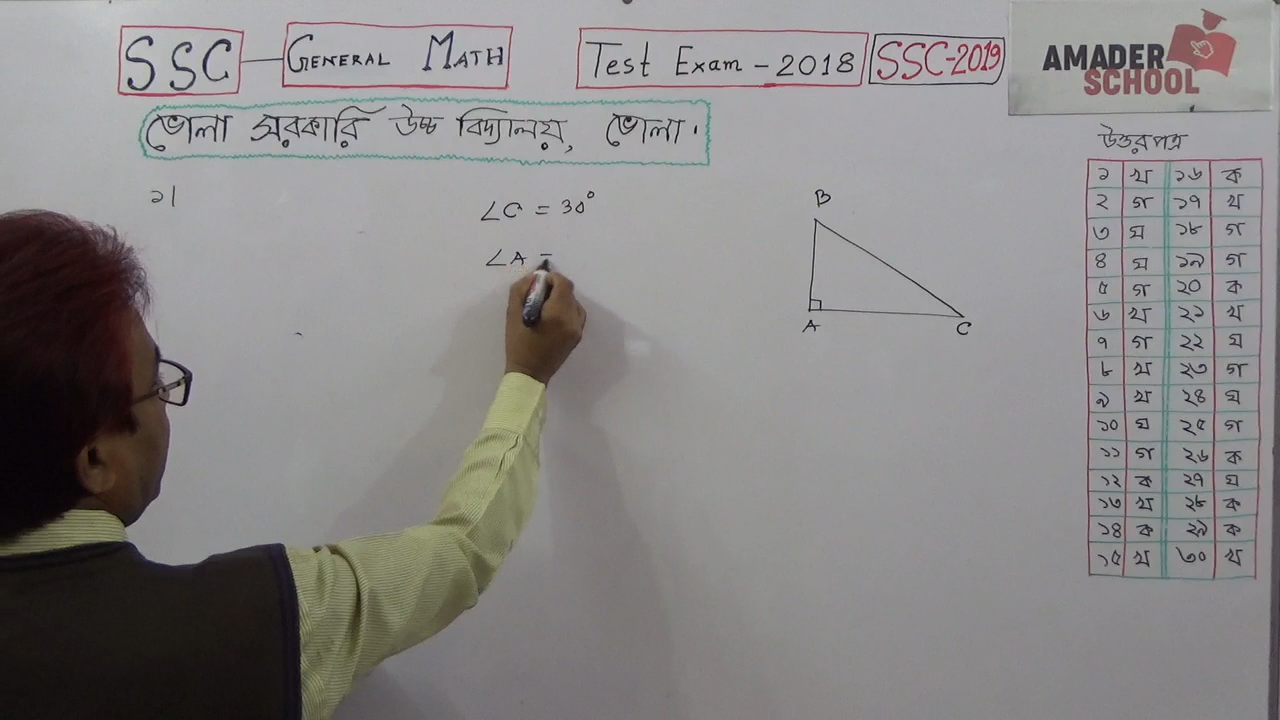 SSC GENERAL MATH Test Exam - 2018 SSC-2019
AMADER
SCHOOL
ভোলা সরকারি উচ্চ বিদ্যালয়, ভোলা.
১।
∠C = 30°
∠A =
B
A
C
উত্তরপত্র
১ খ ১৬ ক
২ গ ১৭ খ
৩ ঘ ১৮ গ
৪ ঘ ১৯ গ
৫ গ ২০ ক
৬ খ ২১ খ
৭ গ ২২ ঘ
৮ খ ২৩ গ
৯ খ ২৪ ঘ
১০ ঘ ২৫ গ
১১ গ ২৬ ক
১২ ক ২৭ ঘ
১৩ খ ২৮ ক
১৪ ক ২৯ ক
১৫ খ ৩০ খ